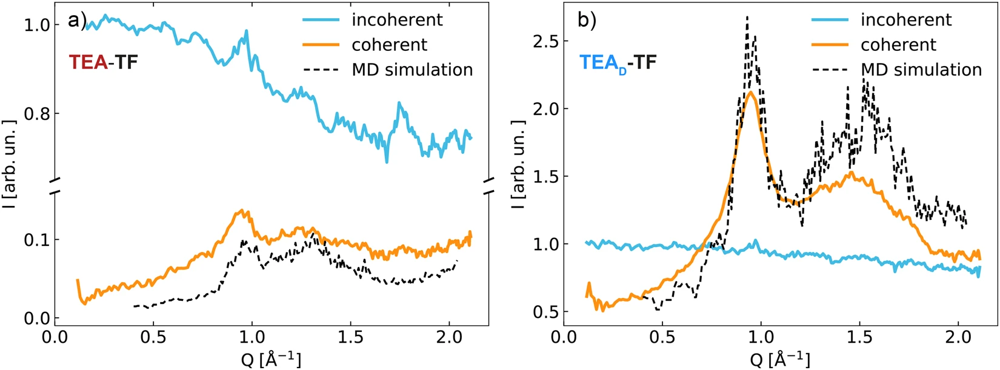 a)
TEA-TF
incoherent
coherent
MD simulation
1.0
0.8
0.1
0.0
I [arb. un. ]
0.0 0.5 1.0 1.5 2.0
Q [Å⁻¹]
b)
TEA_D-TF
incoherent
coherent
MD simulation
2.5
2.0
1.5
1.0
0.5
I [arb. un. ]
0.0 0.5 1.0 1.5 2.0
Q [Å⁻¹]